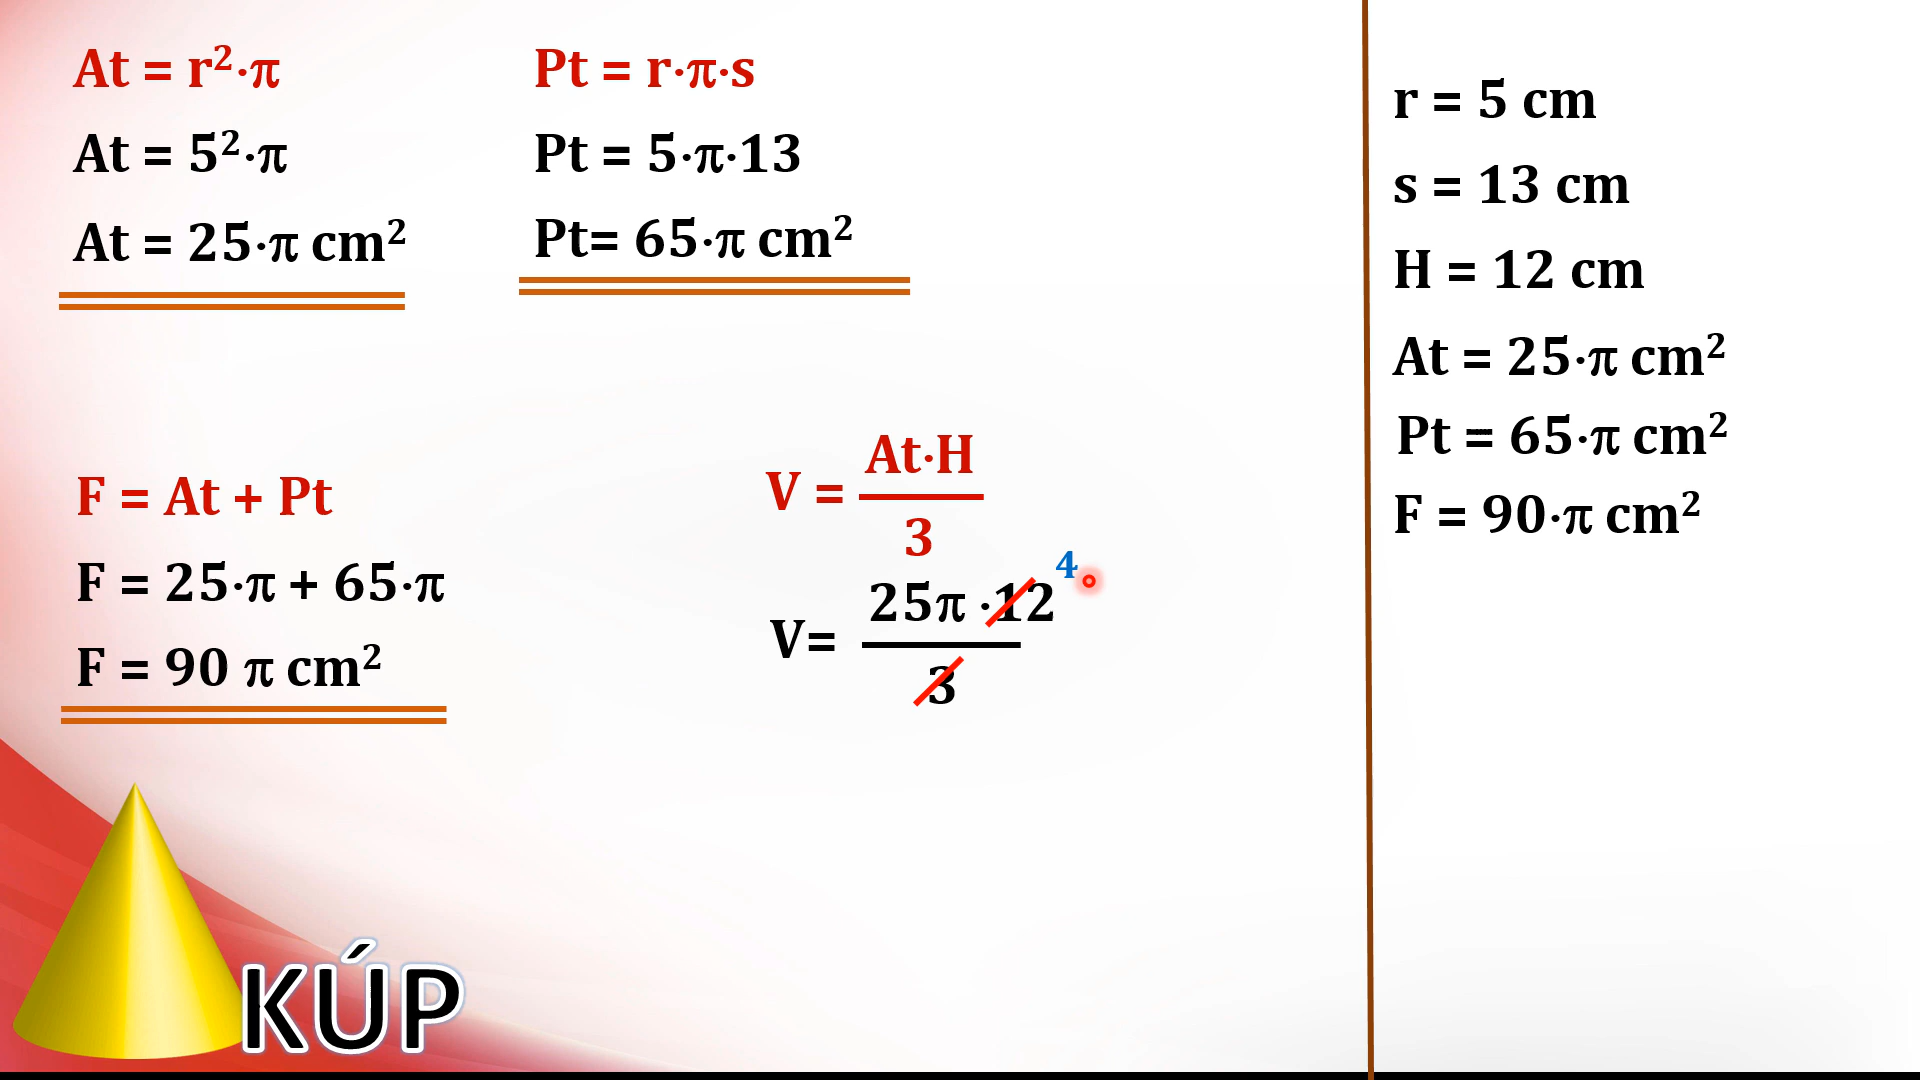 At = r²·π
At = 5²·π
At = 25·π cm²
Pt = r·π·s
Pt = 5·π·13
Pt= 65·π cm²
F = At + Pt
F = 25·π + 65·π
F = 90 π cm²
V = At·H
3
4
V= 25π ·12
3
r = 5 cm
s = 13 cm
H = 12 cm
At = 25·π cm²
Pt = 65·π cm²
F = 90·π cm²
KÚP